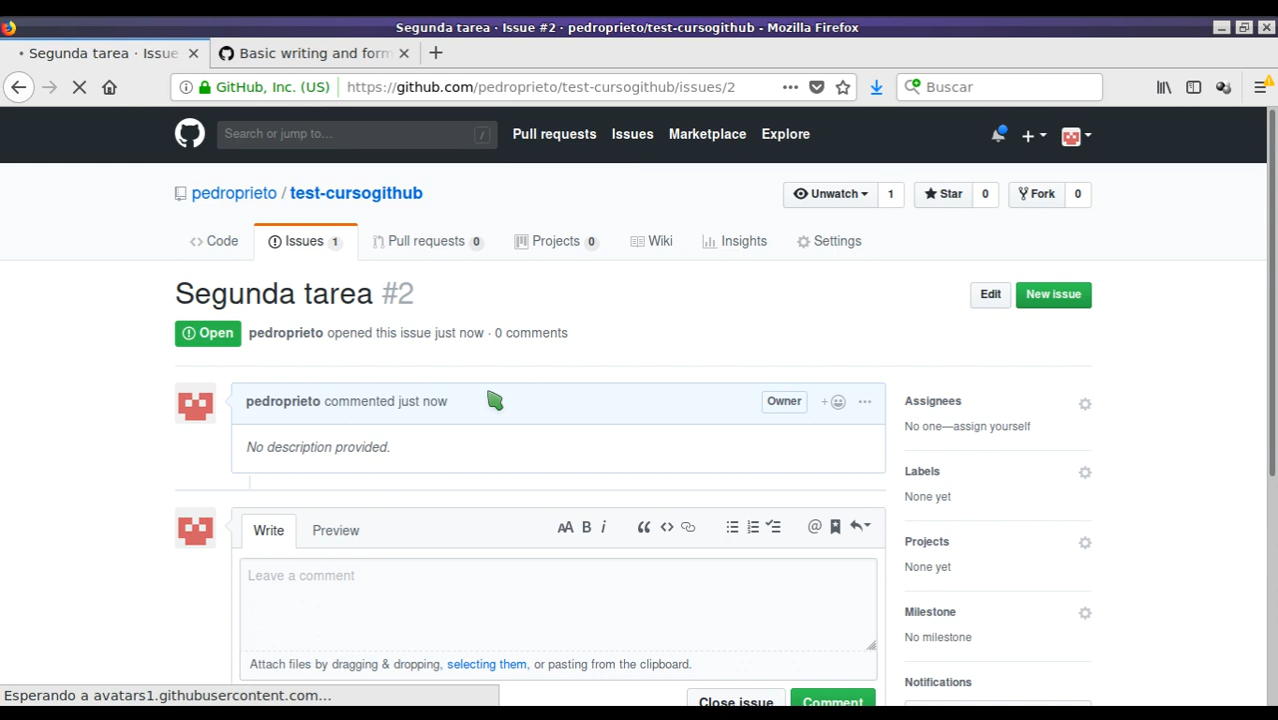 Segunda tarea · Issue #2 · pedroprieto/test-cursogithub - Mozilla Firefox
Segunda tarea · Issue
Basic writing and form
GitHub, Inc. (US)
https://github.com/pedroprieto/test-cursogithub/issues/2
Buscar
Search or jump to… /
Pull requests Issues Marketplace Explore
pedroprieto / test-cursogithub
Unwatch 1 Star 0 Fork 0
Code Issues 1 Pull requests 0 Projects 0 Wiki Insights Settings
Segunda tarea #2
Edit New issue
Open pedroprieto opened this issue just now · 0 comments
pedroprieto commented just now
Owner
No description provided.
Assignees
No one—assign yourself
Labels
None yet
Projects
None yet
Milestone
No milestone
Notifications
Write Preview
AA B i @
Leave a comment
Attach files by dragging & dropping, selecting them, or pasting from the clipboard.
Close issue Comment
Esperando a avatars1.githubusercontent.com…